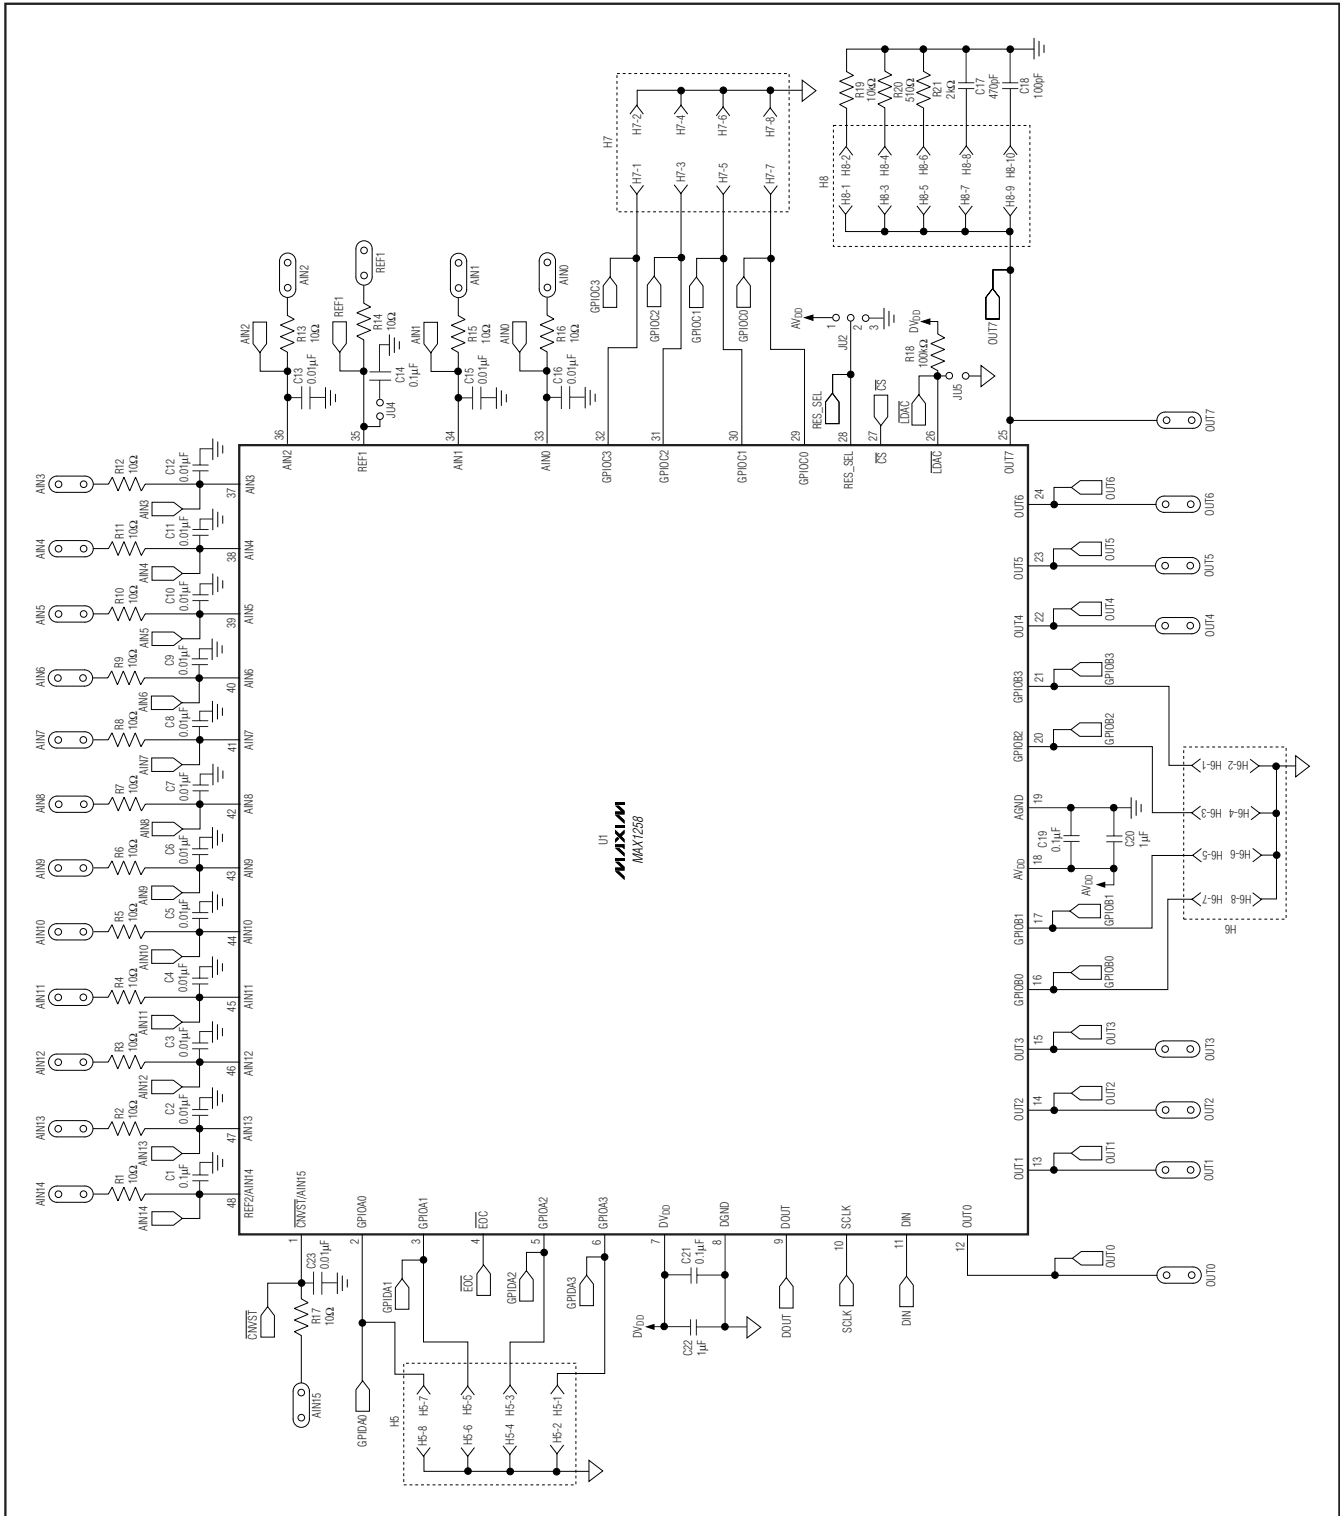 H7
H7-2
H7-4
H7-6
H7-8
H7-1
H7-3
H7-5
H7-7
R19
10kΩ
R20
510Ω
R21
2kΩ
C17
470pF
C18
100pF
H8
H8-2
H8-4
H8-6
H8-8
H8-10
H8-1
H8-3
H8-5
H8-7
H8-9
AIN2
REF1
AIN1
AIN0
AIN2
R13
10Ω
C13
0.01µF
REF1
R14
10Ω
C14
0.1µF
JU4
AIN1
R15
10Ω
C15
0.01µF
AIN0
R16
10Ω
C16
0.01µF
GPIOC3
GPIOC2
GPIOC1
GPIOC0
AVDD
1
2
3
JU2
RES_SEL
CS
DVDD
R18
100kΩ
LDAC
JU5
OUT7
OUT7
36
35
34
33
32
31
30
29
28
27
26
25
AIN2
REF1
AIN1
AIN0
GPIOC3
GPIOC2
GPIOC1
GPIOC0
RES_SEL
CS
LDAC
OUT7
AIN3
R12
10Ω
C12
0.01µF
AIN3
37
AIN3
AIN4
R11
10Ω
C11
0.01µF
AIN4
38
AIN4
AIN5
R10
10Ω
C10
0.01µF
AIN5
39
AIN5
AIN6
R9
10Ω
C9
0.01µF
AIN6
40
AIN6
AIN7
R8
10Ω
C8
0.01µF
AIN7
41
AIN7
AIN8
R7
10Ω
C7
0.01µF
AIN8
42
AIN8
AIN9
R6
10Ω
C6
0.01µF
AIN9
43
AIN9
AIN10
R5
10Ω
C5
0.01µF
AIN10
44
AIN10
AIN11
R4
10Ω
C4
0.01µF
AIN11
45
AIN11
AIN12
R3
10Ω
C3
0.01µF
AIN12
46
AIN12
AIN13
R2
10Ω
C2
0.01µF
AIN13
47
AIN13
AIN14
R1
10Ω
C1
0.1µF
AIN14
48
REF2/AIN14
U1
MAXIM
MAX1258
OUT6
24
OUT6
OUT6
OUT5
23
OUT5
OUT5
OUT4
22
OUT4
OUT4
GPIOB3
21
GPIOB3
GPIOB2
20
GPIOB2
AGND
19
C19
0.1µF
C20
1µF
AVDD
18
AVDD
GPIOB1
17
GPIOB1
GPIOB0
16
GPIOB0
H6-1
H6-2
H6-3
H6-4
H6-5
H6-6
H6-7
H6-8
H6
OUT3
15
OUT3
OUT3
OUT2
14
OUT2
OUT2
OUT1
13
OUT1
OUT1
CNVST/AIN15
GPIOA0
GPIOA1
EOC
GPIOA2
GPIOA3
DVDD
DGND
DOUT
SCLK
DIN
OUT0
1
2
3
4
5
6
7
8
9
10
11
12
CNVST
C23
0.01µF
R17
10Ω
AIN15
GPIDA0
GPIDA1
EOC
GPIDA2
GPIDA3
DVDD
C21
0.1µF
C22
1µF
DOUT
SCLK
DIN
OUT0
OUT0
H5
H5-7
H5-5
H5-3
H5-1
H5-8
H5-6
H5-4
H5-2